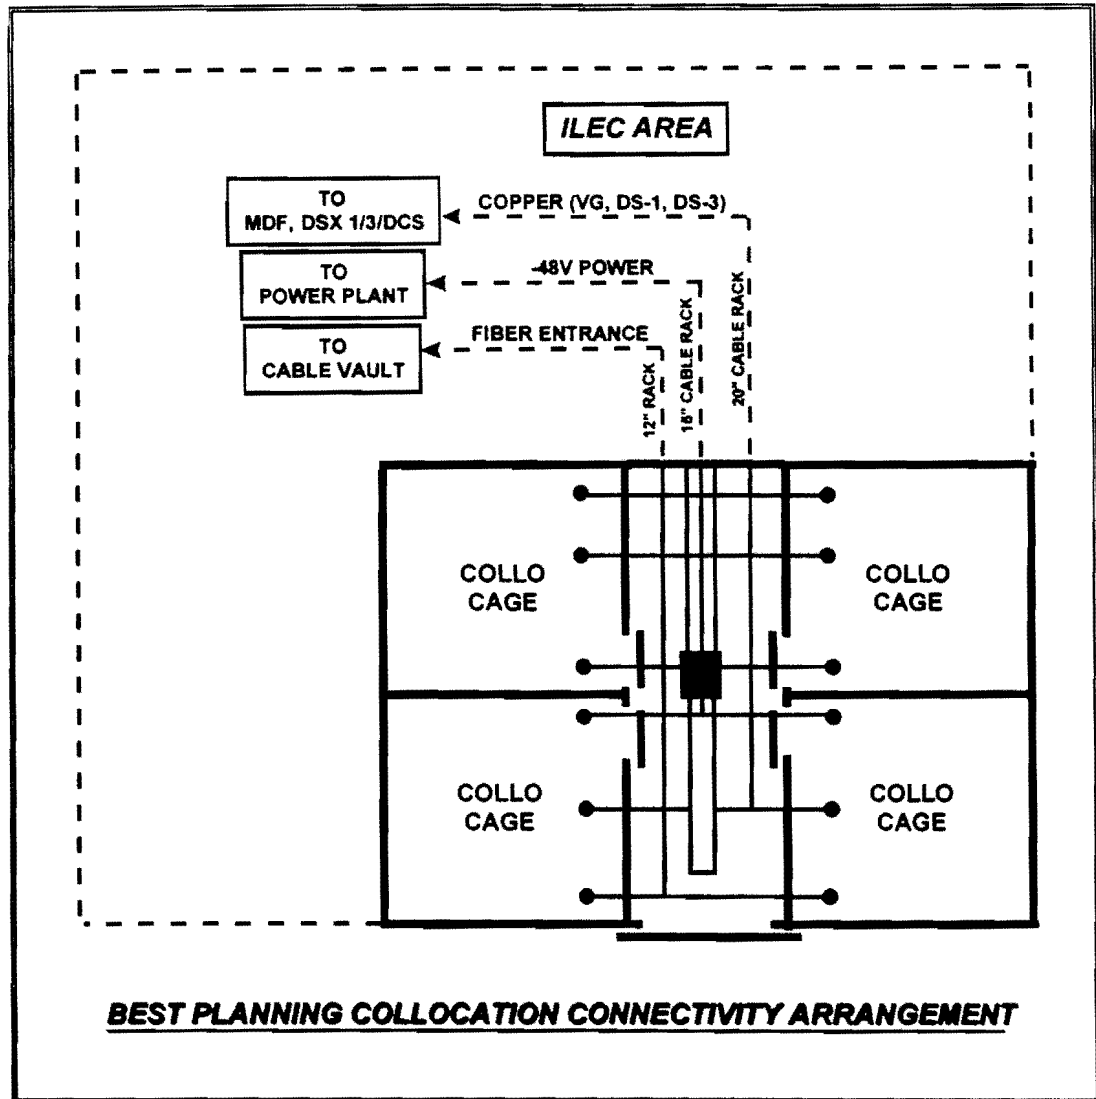 ILEC AREA
TO
MDF, DSX 1/3/DCS
COPPER (VG, DS-1, DS-3)
TO
POWER PLANT
-48V POWER
TO
CABLE VAULT
FIBER ENTRANCE
12" RACK
15" CABLE RACK
20" CABLE RACK
COLLO
CAGE
COLLO
CAGE
COLLO
CAGE
COLLO
CAGE
BEST PLANNING COLLOCATION CONNECTIVITY ARRANGEMENT